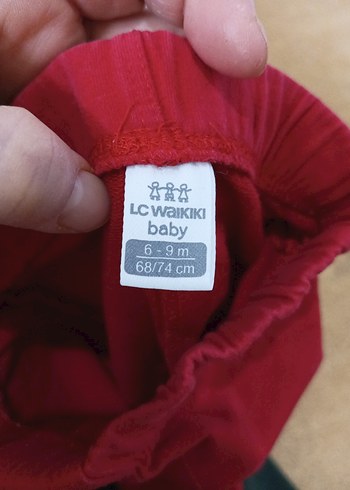 LC WAIKIKI
baby
6 - 9 m
68/74 cm